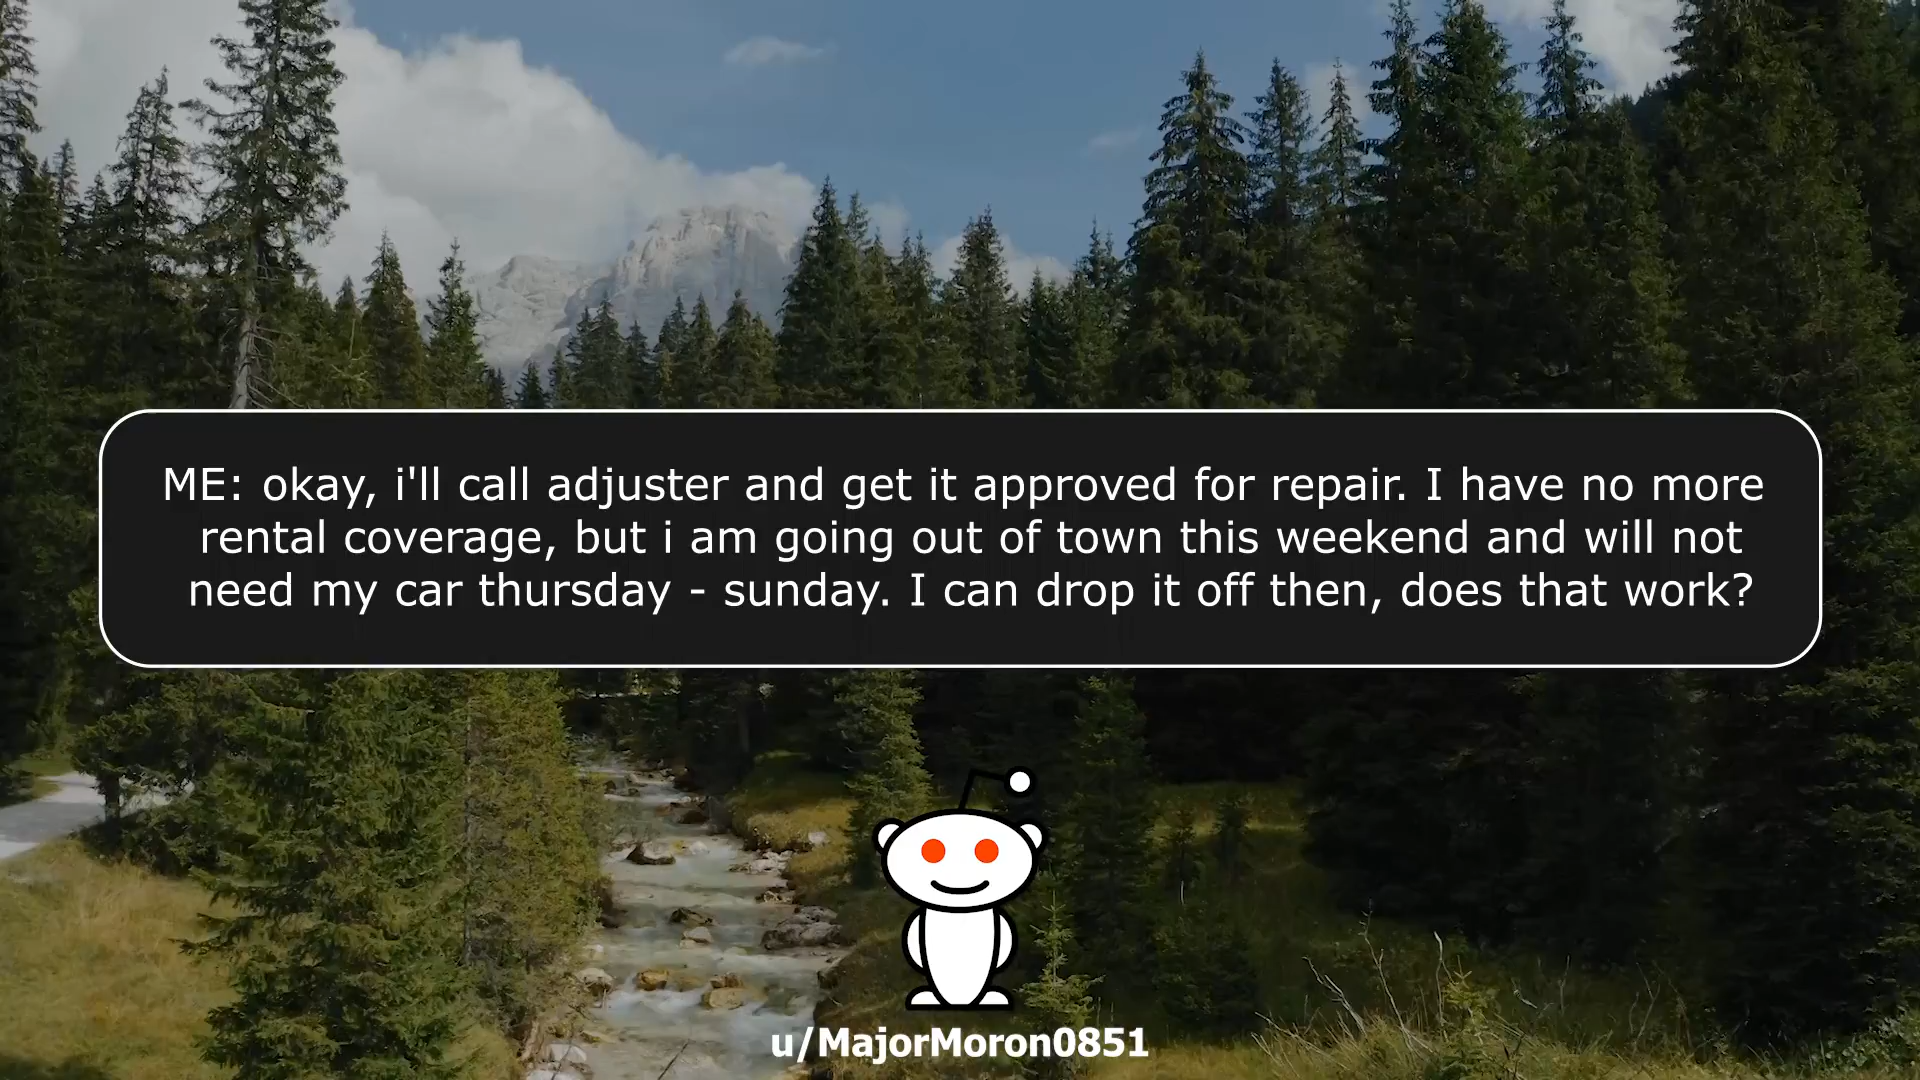 ME: okay, i'll call adjuster and get it approved for repair. I have no more
rental coverage, but i am going out of town this weekend and will not
need my car thursday - sunday. I can drop it off then, does that work?
u/MajorMoron0851